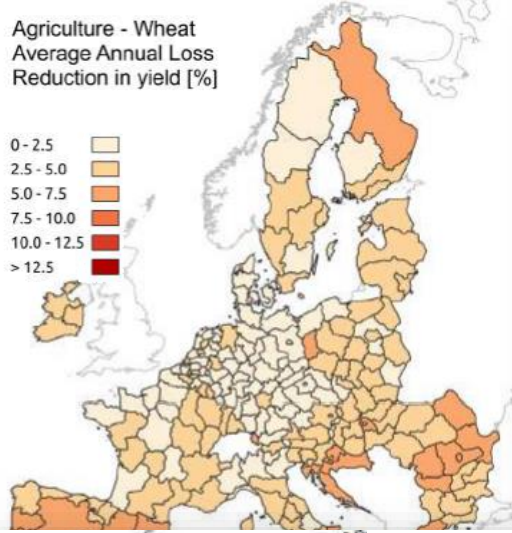 Agriculture - Wheat
Average Annual Loss
Reduction in yield [%]
0 - 2.5
2.5 - 5.0
5.0 - 7.5
7.5 - 10.0
10.0 - 12.5
> 12.5